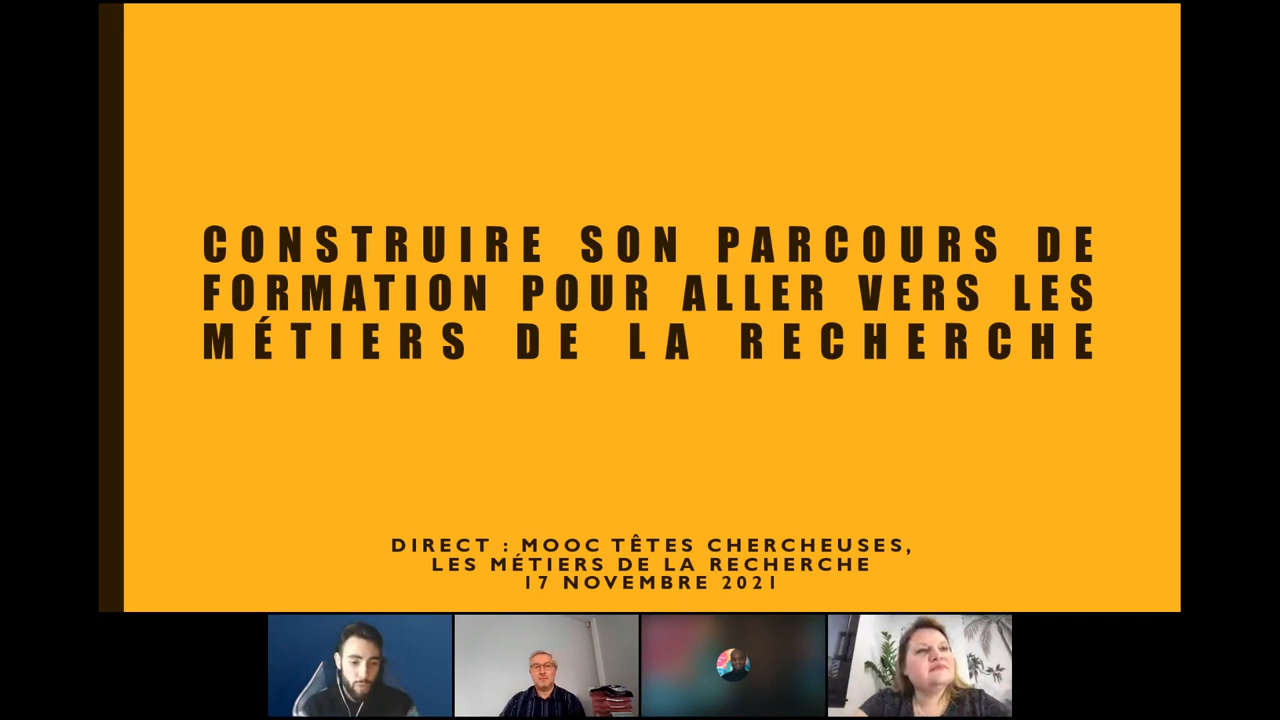 CONSTRUIRE SON PARCOURS DE
FORMATION POUR ALLER VERS LES
MÉTIERS DE LA RECHERCHE
DIRECT : MOOC TÊTES CHERCHEUSES,
LES MÉTIERS DE LA RECHERCHE
17 NOVEMBRE 2021